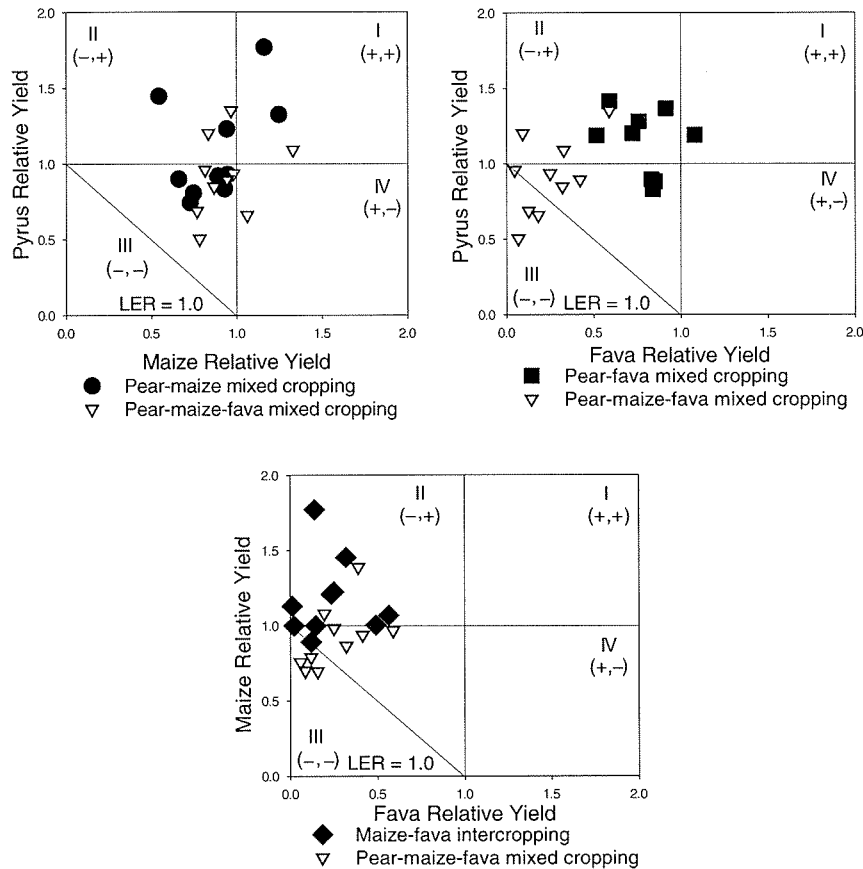 2.0
II
(−,+)
I
(+,+)
1.5
1.0
IV
(+,−)
0.5
III
(−,−)
LER = 1.0
0.0
0.0
0.5
1.0
1.5
2.0
Pyrus Relative Yield
Maize Relative Yield
Pear-maize mixed cropping
Pear-maize-fava mixed cropping
2.0
II
(−,+)
I
(+,+)
1.5
1.0
IV
(+,−)
0.5
III
(−,−)
LER = 1.0
0.0
0.0
0.5
1.0
1.5
2.0
Pyrus Relative Yield
Fava Relative Yield
Pear-fava mixed cropping
Pear-maize-fava mixed cropping
2.0
II
(−,+)
I
(+,+)
1.5
1.0
IV
(+,−)
0.5
III
(−,−)
LER = 1.0
0.0
0.0
0.5
1.0
1.5
2.0
Maize Relative Yield
Fava Relative Yield
Maize-fava intercropping
Pear-maize-fava mixed cropping